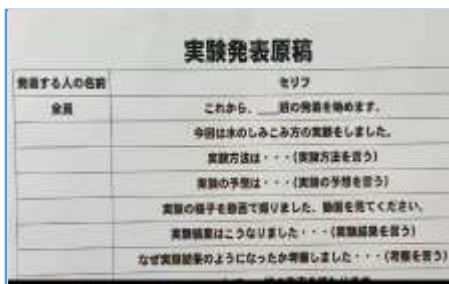 実験発表原稿
発表する人の名前 セリフ
全員 これから、___班の発表を始めます。
今回は水のしみこみ方の実験をしました。
実験方法は・・・(実験方法を言う)
実験の予想は・・・(実験の予想を言う)
実験の様子を動画で撮りました、動画を見てください。
実験結果はこうなりました・・・(実験結果を言う)
なぜ実験結果のようになったか考察しました・・・(考察を言う)